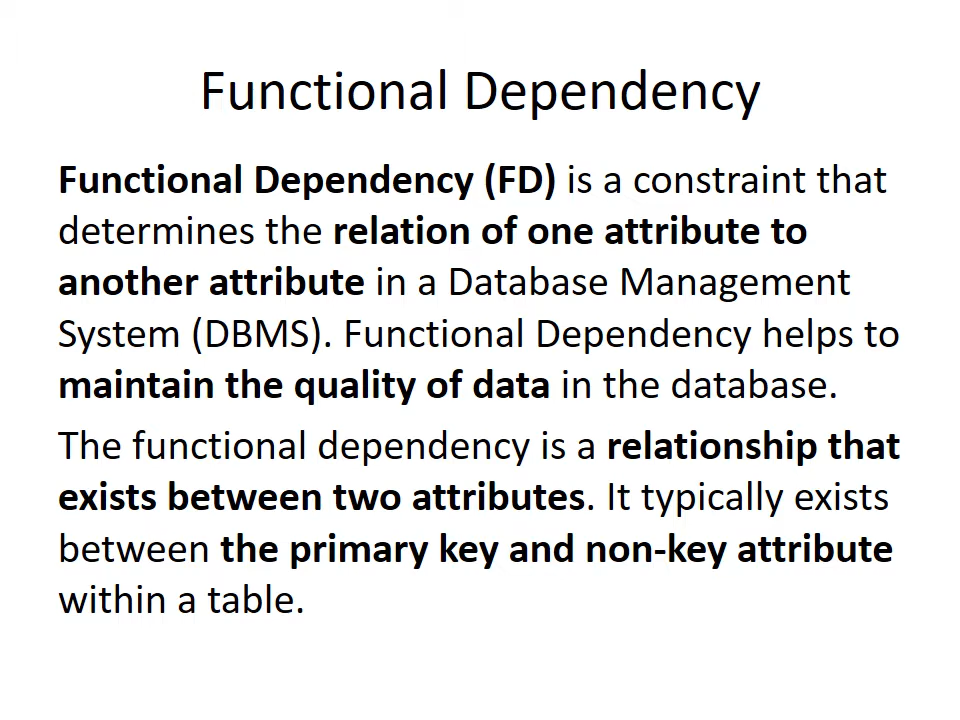 Functional Dependency
Functional Dependency (FD) is a constraint that
determines the relation of one attribute to
another attribute in a Database Management
System (DBMS). Functional Dependency helps to
maintain the quality of data in the database.
The functional dependency is a relationship that
exists between two attributes. It typically exists
between the primary key and non-key attribute
within a table.